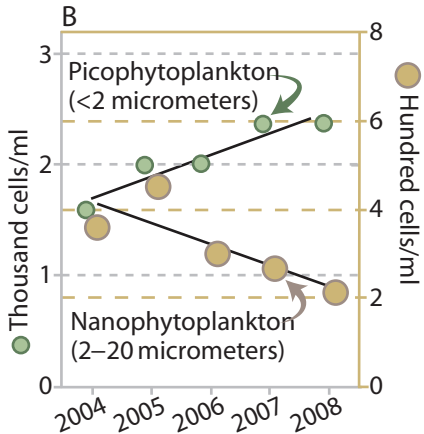 B
3
2
1
0
Thousand cells/ml
Picophytoplankton
(<2 micrometers)
Nanophytoplankton
(2–20 micrometers)
8
6
4
2
0
Hundred cells/ml
2004
2005
2006
2007
2008